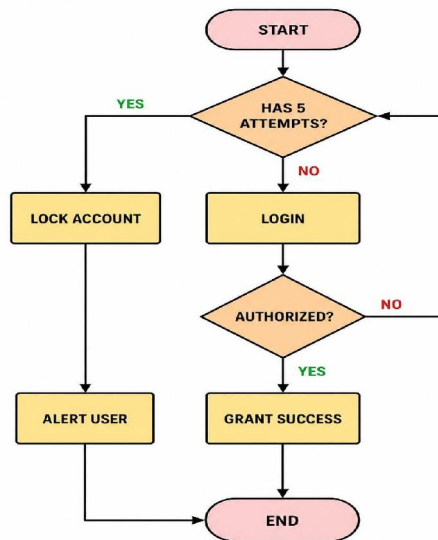 START
YES
HAS 5
ATTEMPTS?
NO
LOCK ACCOUNT
LOGIN
AUTHORIZED?
NO
YES
ALERT USER
GRANT SUCCESS
END